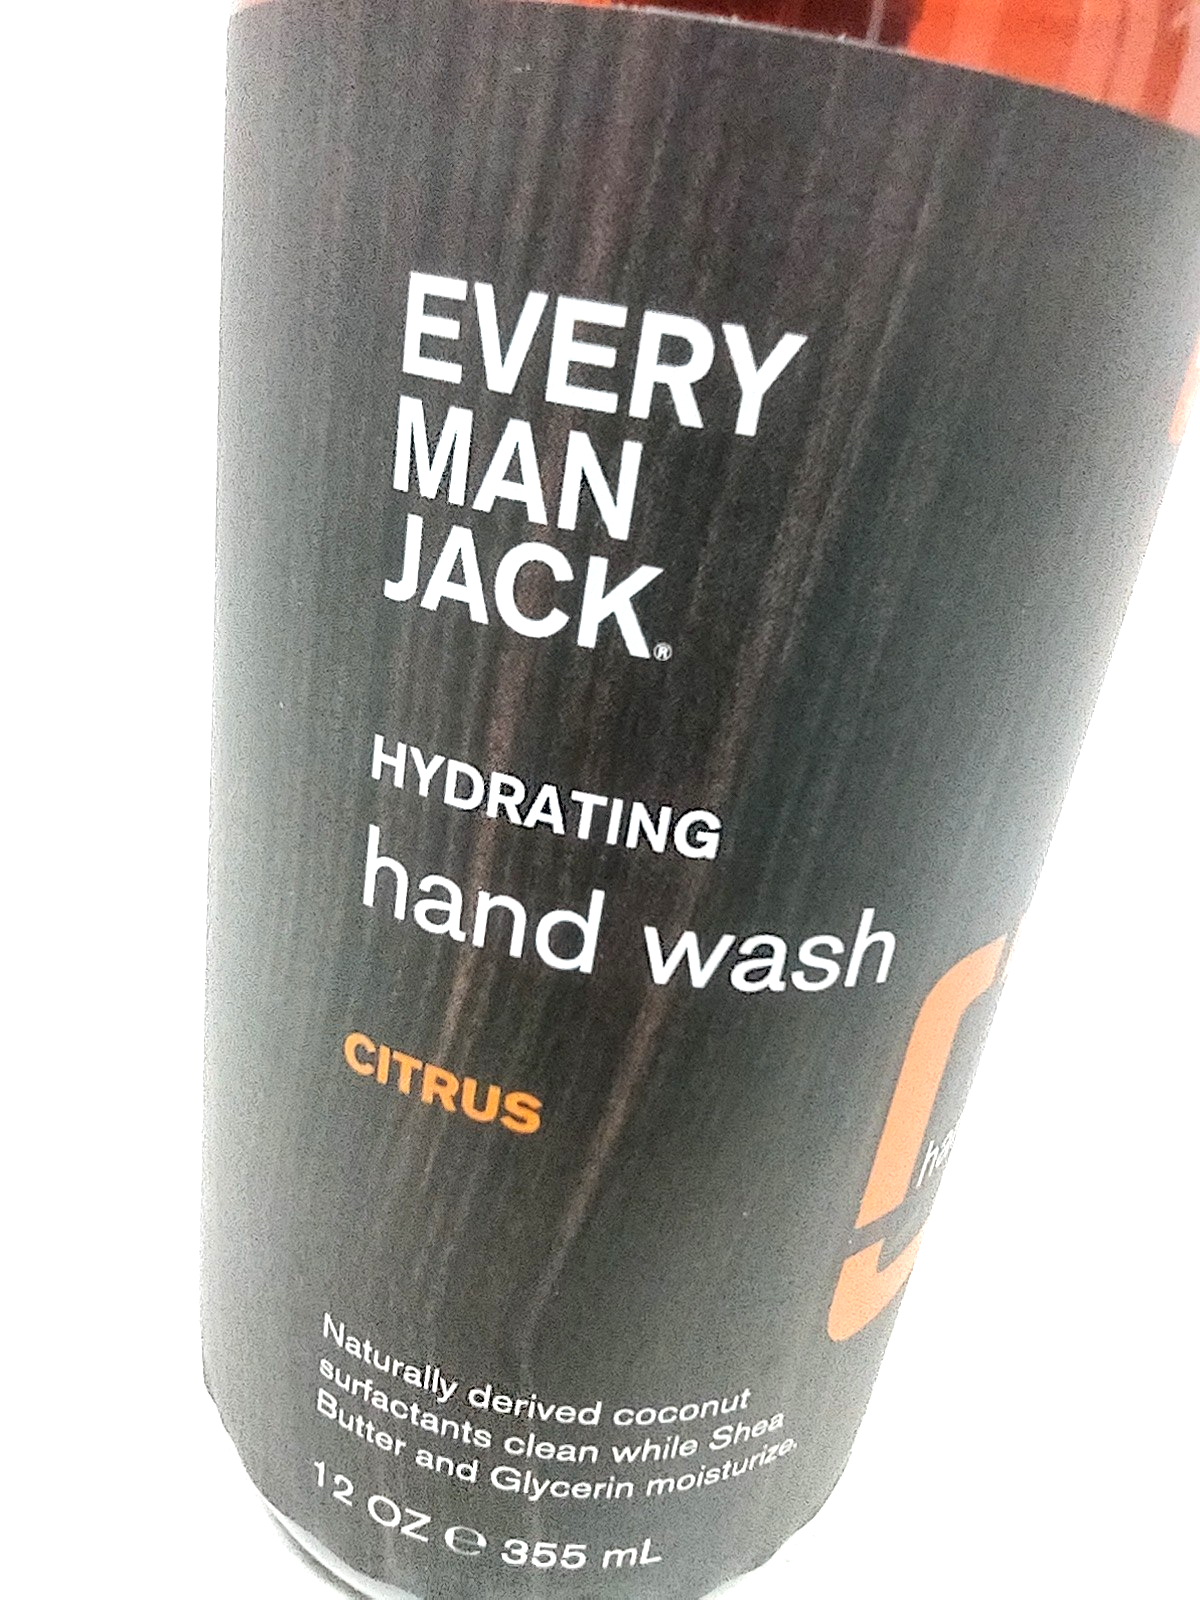 EVERY
MAN
JACK®
HYDRATING
hand wash
CITRUS
Naturally derived coconut
surfactants clean while Shea
Butter and Glycerin moisturize.
12 OZ ℮ 355 mL